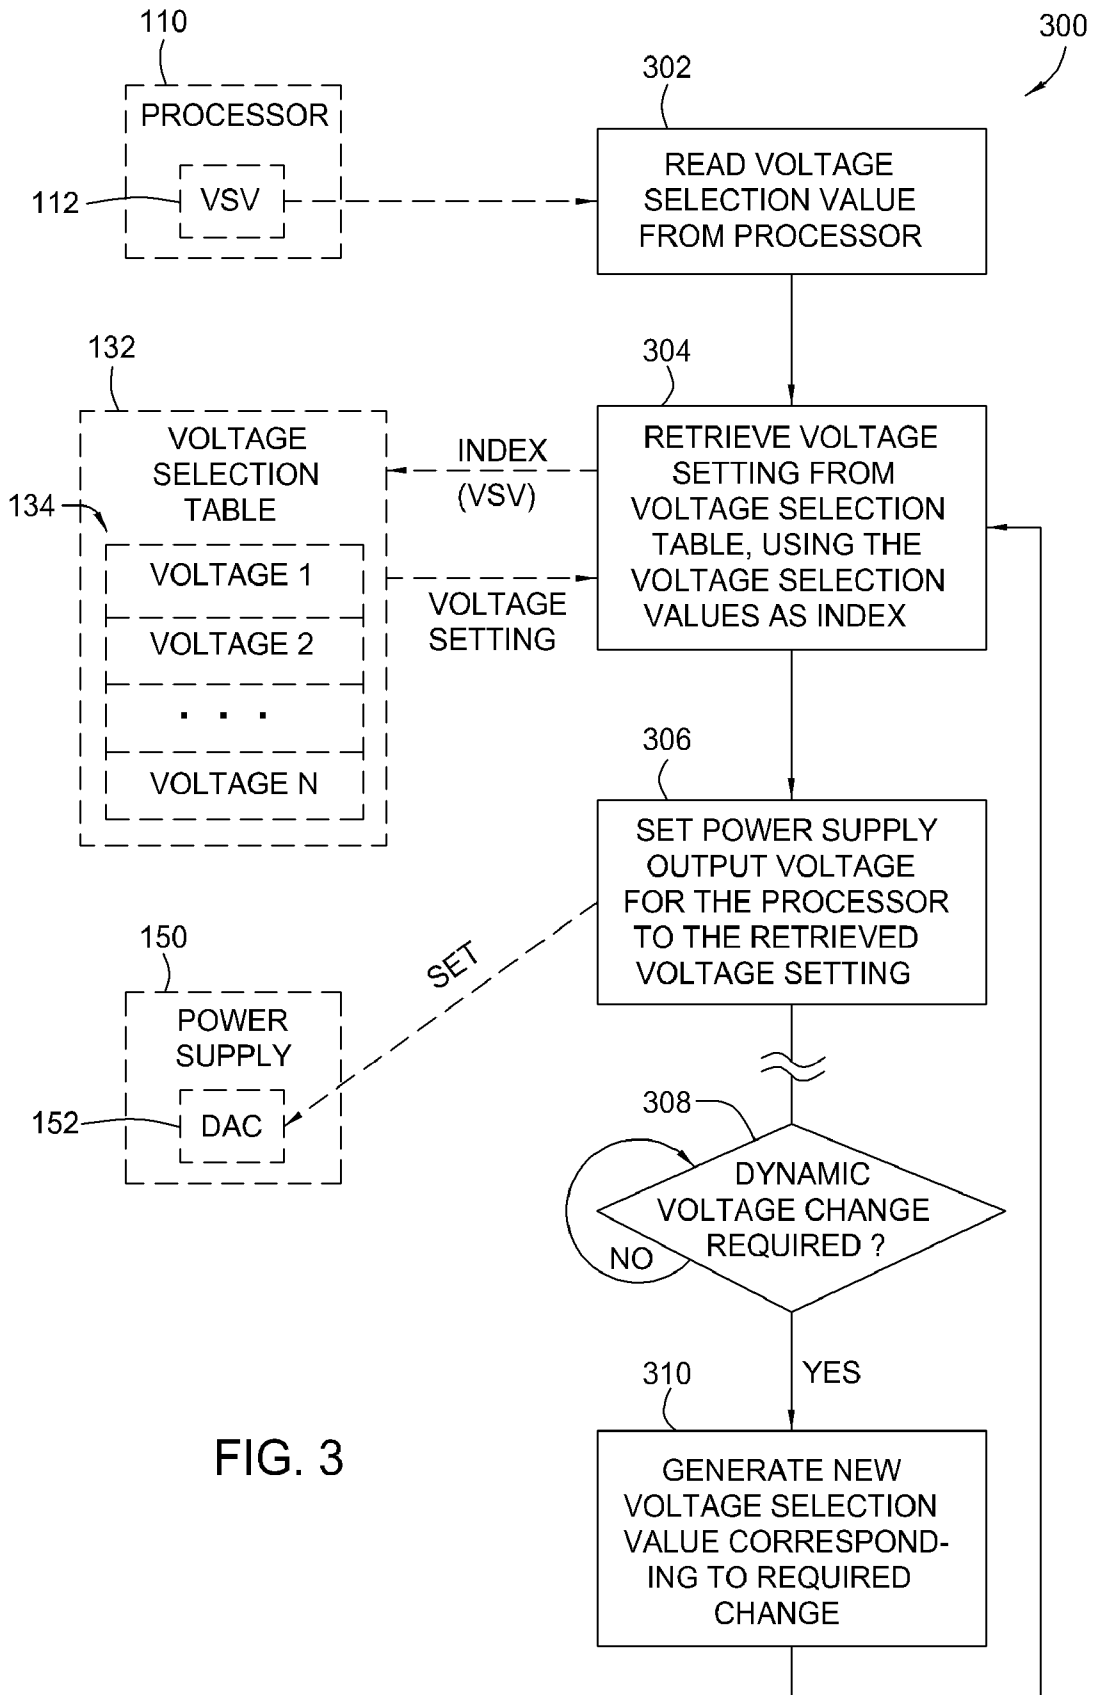 110
PROCESSOR
112
VSV
300
302
READ VOLTAGE
SELECTION VALUE
FROM PROCESSOR
132
VOLTAGE
SELECTION
TABLE
134
VOLTAGE 1
VOLTAGE 2
. . .
VOLTAGE N
INDEX
(VSV)
VOLTAGE
SETTING
304
RETRIEVE VOLTAGE
SETTING FROM
VOLTAGE SELECTION
TABLE, USING THE
VOLTAGE SELECTION
VALUES AS INDEX
306
SET POWER SUPPLY
OUTPUT VOLTAGE
FOR THE PROCESSOR
TO THE RETRIEVED
VOLTAGE SETTING
SET
150
POWER
SUPPLY
152
DAC
308
DYNAMIC
VOLTAGE CHANGE
REQUIRED ?
NO
YES
310
GENERATE NEW
VOLTAGE SELECTION
VALUE CORRESPOND-
ING TO REQUIRED
CHANGE
FIG. 3